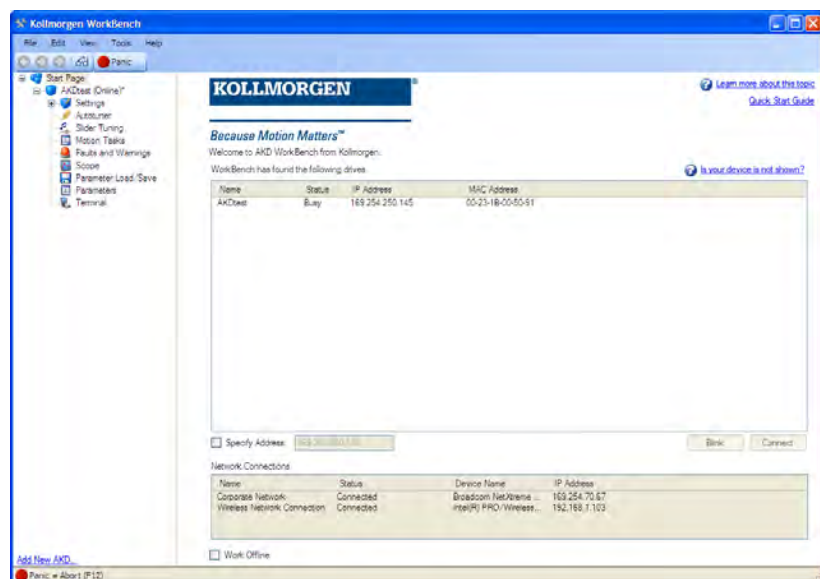 Kollmorgen WorkBench
File Edit View Tools Help
Panic
Start Page
AKDtest (Online)*
Settings
Autotuner
Slider Tuning
Motion Tasks
Faults and Warnings
Scope
Parameter Load/Save
Parameters
Terminal
Add New AKD...
KOLLMORGEN®
Because Motion Matters™
Learn more about this topic
Quick Start Guide
Welcome to AKD WorkBench from Kollmorgen.
WorkBench has found the following drives
Is your device is not shown?
Name Status IP Address MAC Address
AKDtest Busy 169.254.250.145 00-23-1B-00-50-91
Specify Address:
Blink Connect
Network Connections
Name Status Device Name IP Address
Corporate Network Connected Broadcom NetXtreme ... 169.254.70.67
Wireless Network Connection Connected Intel(R) PRO/Wireless... 192.168.1.103
Work Offline
Panic = Abort (F12)